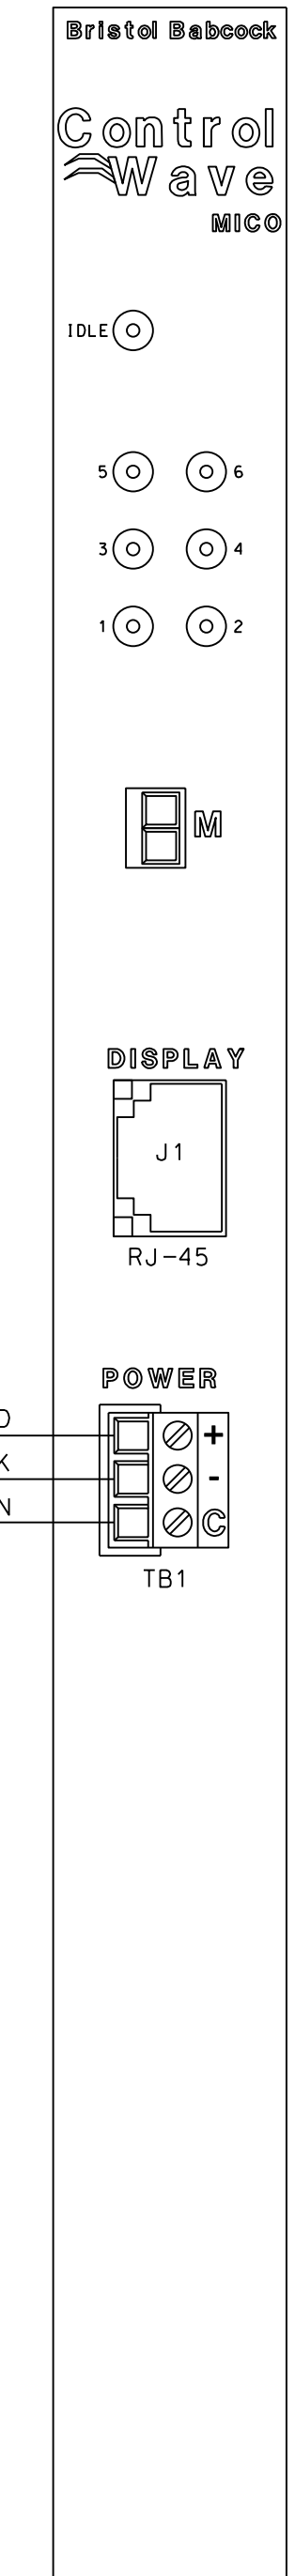 Bristol Babcock
Control
Wave
MICO
IDLE
5 6
3 4
1 2
M
DISPLAY
J1
RJ-45
POWER
D +
K -
N C
TB1